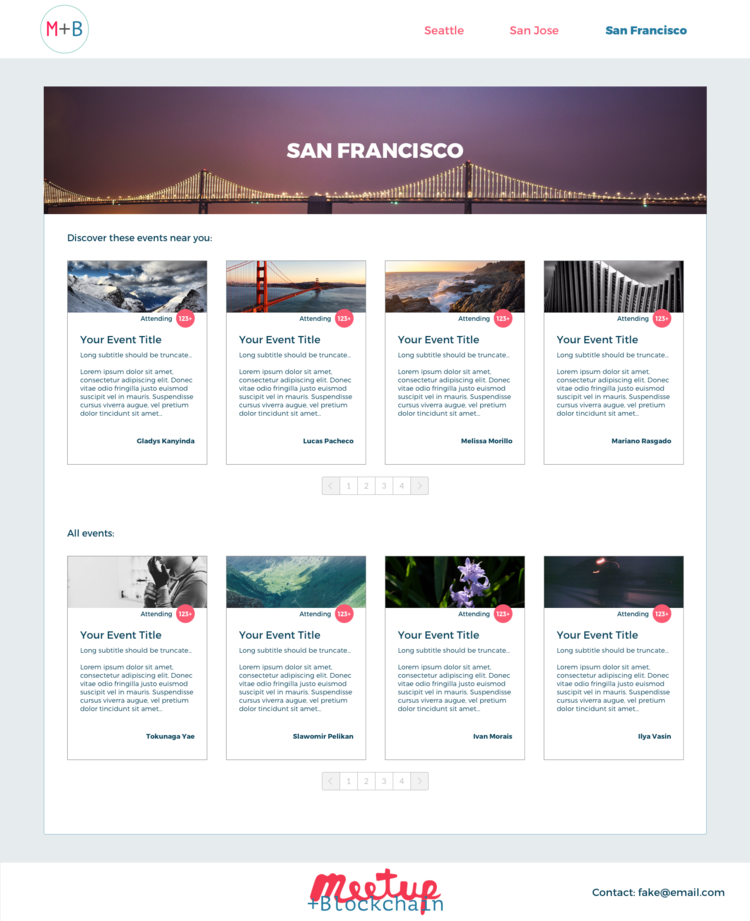 M+B
Seattle
San Jose
San Francisco
SAN FRANCISCO
Discover these events near you:
Attending 123+
Your Event Title
Long subtitle should be truncate...
Lorem ipsum dolor sit amet,
consectetur adipiscing elit. Donec
vitae odio fringilla justo euismod
suscipit vel in mauris. Suspendisse
cursus viverra augue, vel pretium
dolor tincidunt sit amet...
Gladys Kanyinda
Attending 123+
Your Event Title
Long subtitle should be truncate...
Lorem ipsum dolor sit amet,
consectetur adipiscing elit. Donec
vitae odio fringilla justo euismod
suscipit vel in mauris. Suspendisse
cursus viverra augue, vel pretium
dolor tincidunt sit amet...
Lucas Pacheco
Attending 123+
Your Event Title
Long subtitle should be truncate...
Lorem ipsum dolor sit amet,
consectetur adipiscing elit. Donec
vitae odio fringilla justo euismod
suscipit vel in mauris. Suspendisse
cursus viverra augue, vel pretium
dolor tincidunt sit amet...
Melissa Morillo
Attending 123+
Your Event Title
Long subtitle should be truncate...
Lorem ipsum dolor sit amet,
consectetur adipiscing elit. Donec
vitae odio fringilla justo euismod
suscipit vel in mauris. Suspendisse
cursus viverra augue, vel pretium
dolor tincidunt sit amet...
Mariano Rasgado
< 1 2 3 4 >
All events:
Attending 123+
Your Event Title
Long subtitle should be truncate...
Lorem ipsum dolor sit amet,
consectetur adipiscing elit. Donec
vitae odio fringilla justo euismod
suscipit vel in mauris. Suspendisse
cursus viverra augue, vel pretium
dolor tincidunt sit amet...
Tokunaga Yae
Attending 123+
Your Event Title
Long subtitle should be truncate...
Lorem ipsum dolor sit amet,
consectetur adipiscing elit. Donec
vitae odio fringilla justo euismod
suscipit vel in mauris. Suspendisse
cursus viverra augue, vel pretium
dolor tincidunt sit amet...
Slawomir Pelikan
Attending 123+
Your Event Title
Long subtitle should be truncate...
Lorem ipsum dolor sit amet,
consectetur adipiscing elit. Donec
vitae odio fringilla justo euismod
suscipit vel in mauris. Suspendisse
cursus viverra augue, vel pretium
dolor tincidunt sit amet...
Ivan Morais
Attending 123+
Your Event Title
Long subtitle should be truncate...
Lorem ipsum dolor sit amet,
consectetur adipiscing elit. Donec
vitae odio fringilla justo euismod
suscipit vel in mauris. Suspendisse
cursus viverra augue, vel pretium
dolor tincidunt sit amet...
Ilya Vasin
< 1 2 3 4 >
Meetup
+Blockchain
Contact: fake@email.com